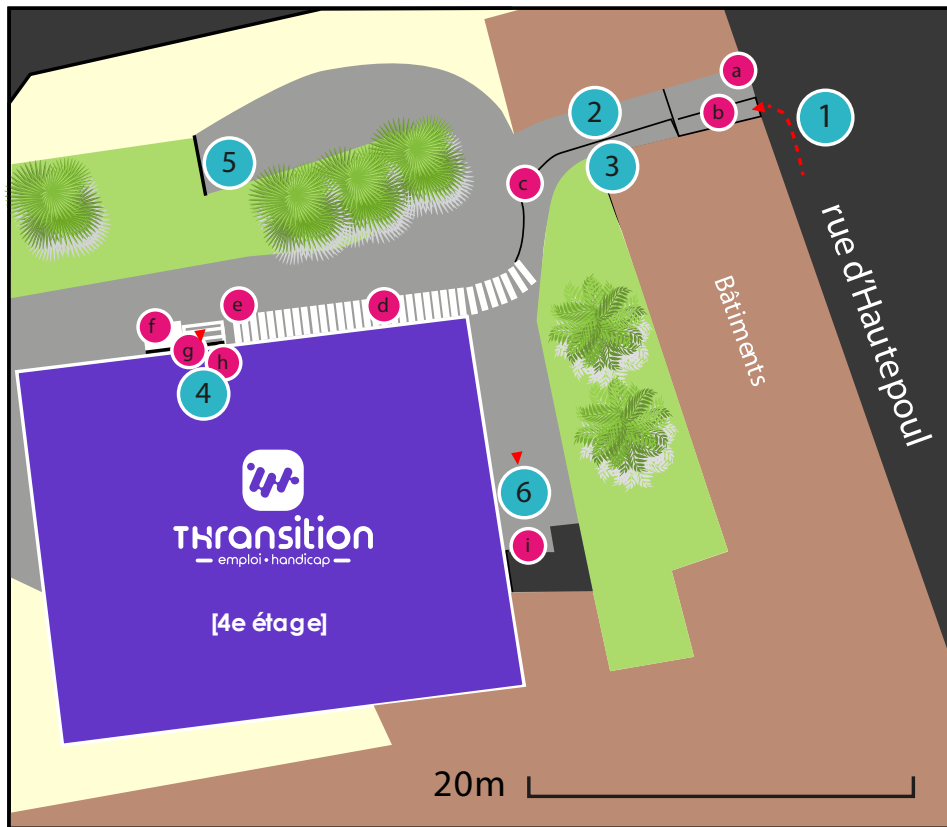 a
b
1
2
3
5
c
rue d'Hautepoul
d
e
f
g
h
4
Bâtiments
6
i
THransition
emploi • handicap
[4e étage]
20m